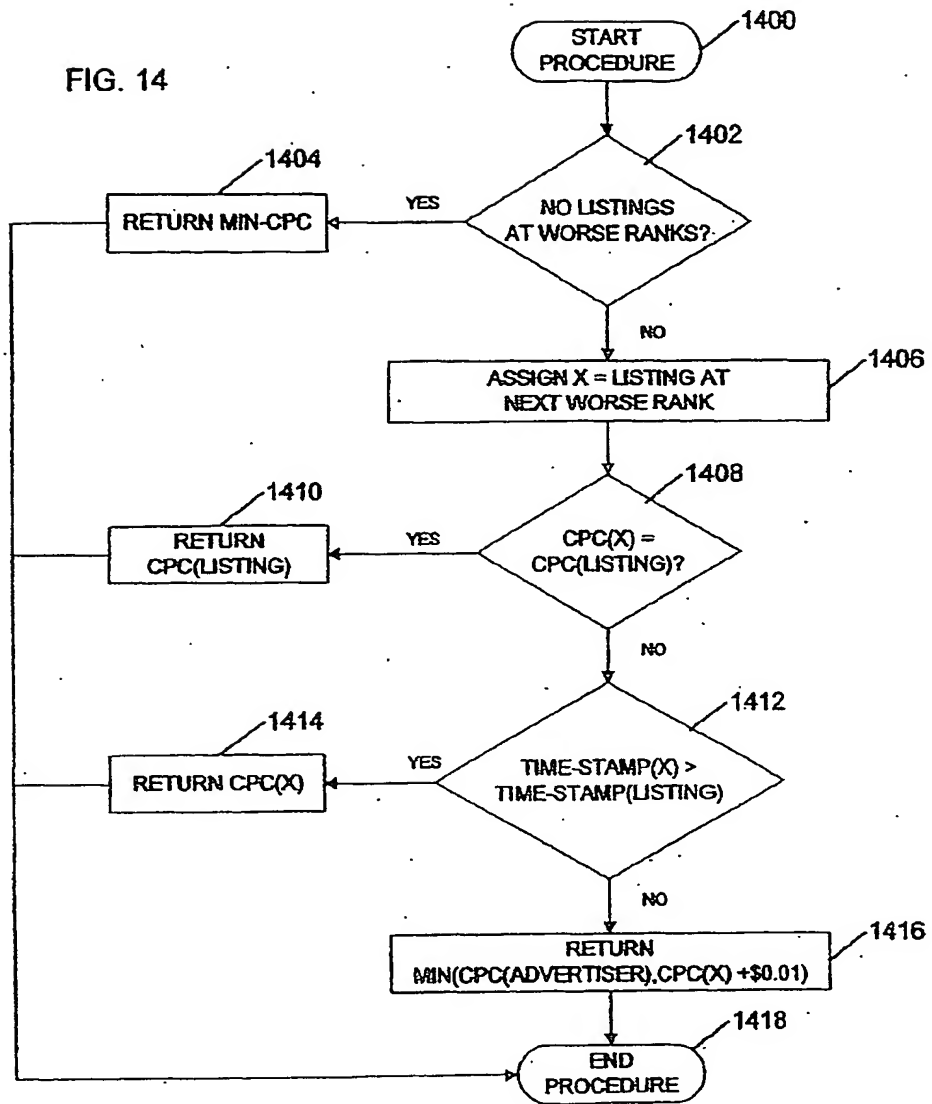 FIG. 14
START
PROCEDURE
1400
1402
NO LISTINGS
AT WORSE RANKS?
YES
1404
RETURN MIN-CPC
NO
1406
ASSIGN X = LISTING AT
NEXT WORSE RANK
1408
CPC(X) =
CPC(LISTING)?
YES
1410
RETURN
CPC(LISTING)
NO
1412
TIME-STAMP(X) >
TIME-STAMP(LISTING)
YES
1414
RETURN CPC(X)
NO
1416
RETURN
MIN(CPC(ADVERTISER),CPC(X) +$0.01)
1418
END
PROCEDURE